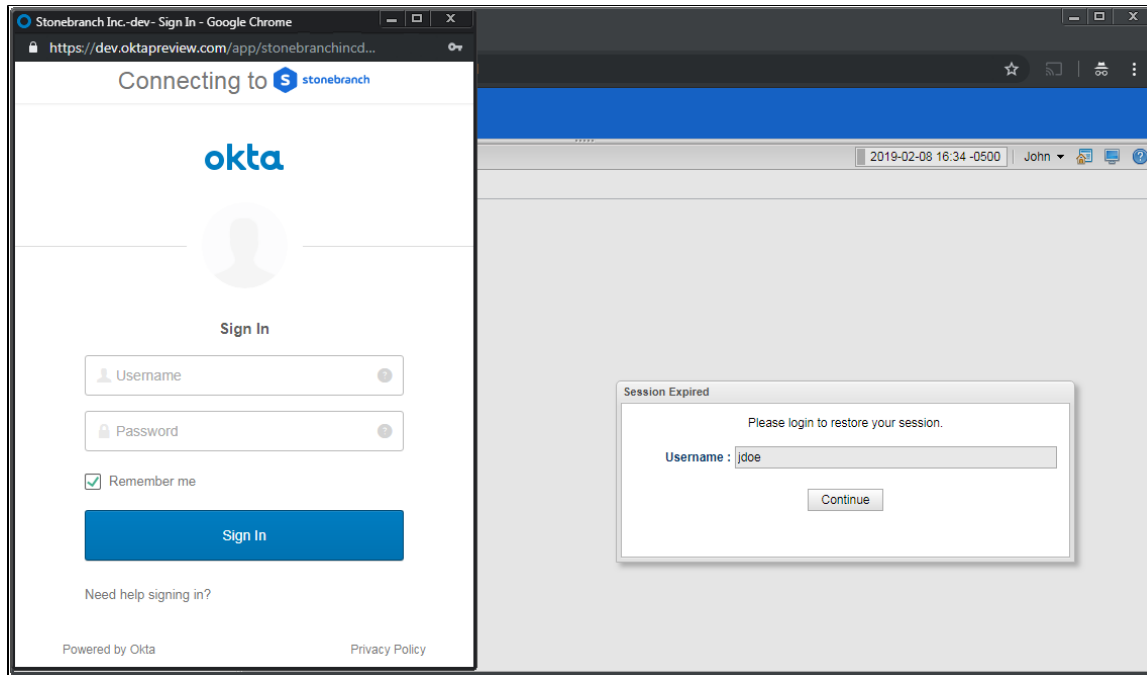 Stonebranch Inc.-dev- Sign In - Google Chrome
https://dev.oktapreview.com/app/stonebranchincd...
Connecting to S stonebranch
okta
Sign In
Username
Password
Remember me
Sign In
Need help signing in?
Powered by Okta Privacy Policy
2019-02-08 16:34 -0500 John
Session Expired
Please login to restore your session.
Username : jdoe
Continue